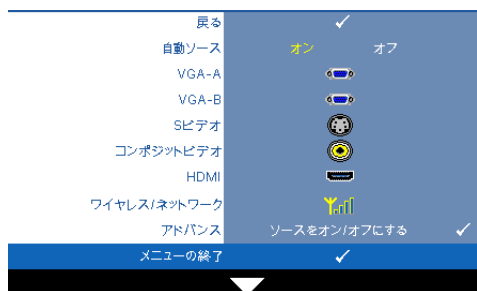 戻る
自動ソース オン オフ
VGA-A
VGA-B
Sビデオ
コンポジットビデオ
HDMI
ワイヤレス/ネットワーク
アドバンス ソースをオン/オフにする
メニューの終了